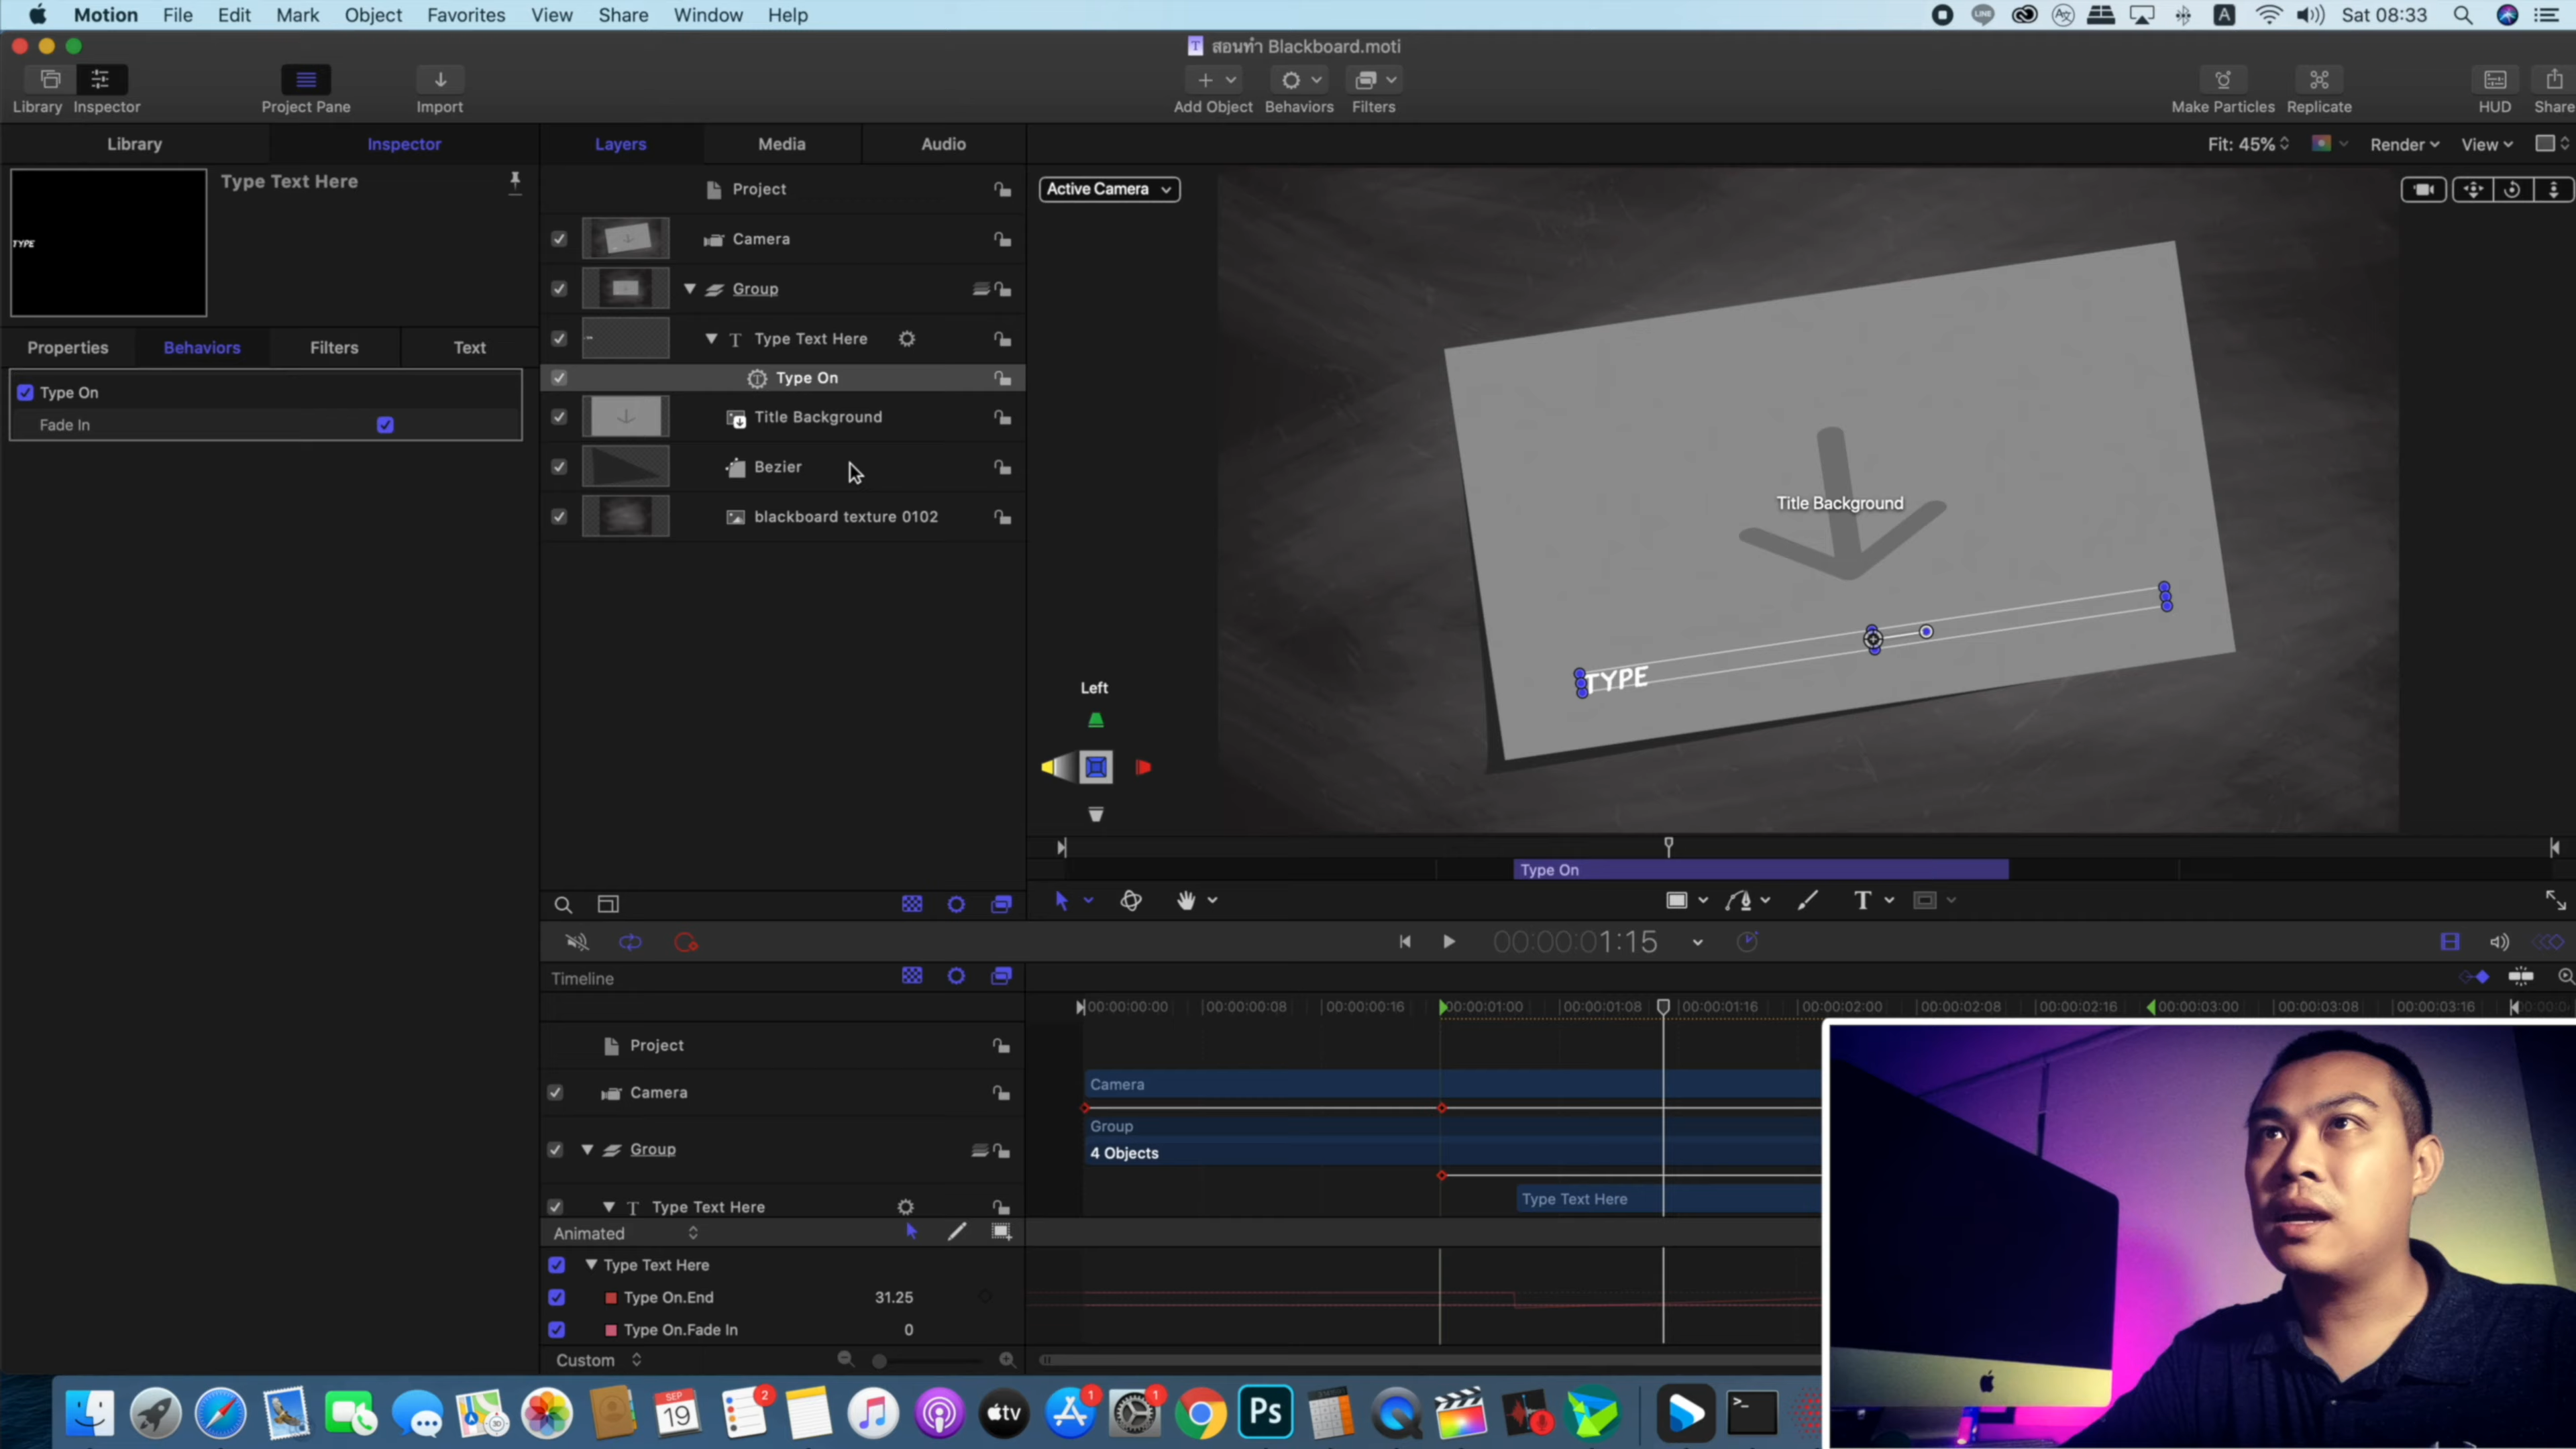 Motion File Edit Mark Object Favorites View Share Window Help
LINE A Sat 08:33
T สอนทำ Blackboard.moti
Library Inspector Project Pane Import Add Object Behaviors Filters Make Particles Replicate HUD Share
Library Inspector Layers Media Audio Fit: 45% Render View
Type Text Here
TYPE
Properties Behaviors Filters Text
Type On
Fade In
Project
Camera
Group
T Type Text Here
Type On
Title Background
Bezier
blackboard texture 0102
Active Camera
Title Background
TYPE
Left
Type On
T
00:00:01:15
Timeline
00:00:00:00 00:00:00:08 00:00:00:16 00:00:01:00 00:00:01:08 00:00:01:16 00:00:02:00 00:00:02:08 00:00:02:16 00:00:03:00 00:00:03:08 00:00:03:16
Project
Camera Camera
Group
Group 4 Objects
T Type Text Here Type Text Here
Animated
Type Text Here
Type On.End 31.25
Type On.Fade In 0
Custom
SEP 19 2 tv 1 1 Ps >_